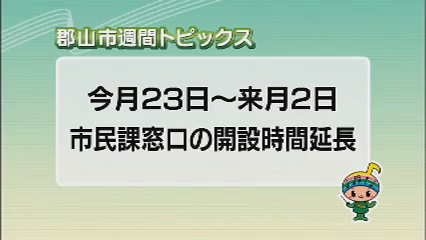 郡山市週間トピックス
今月23日～来月2日
市民課窓口の開設時間延長